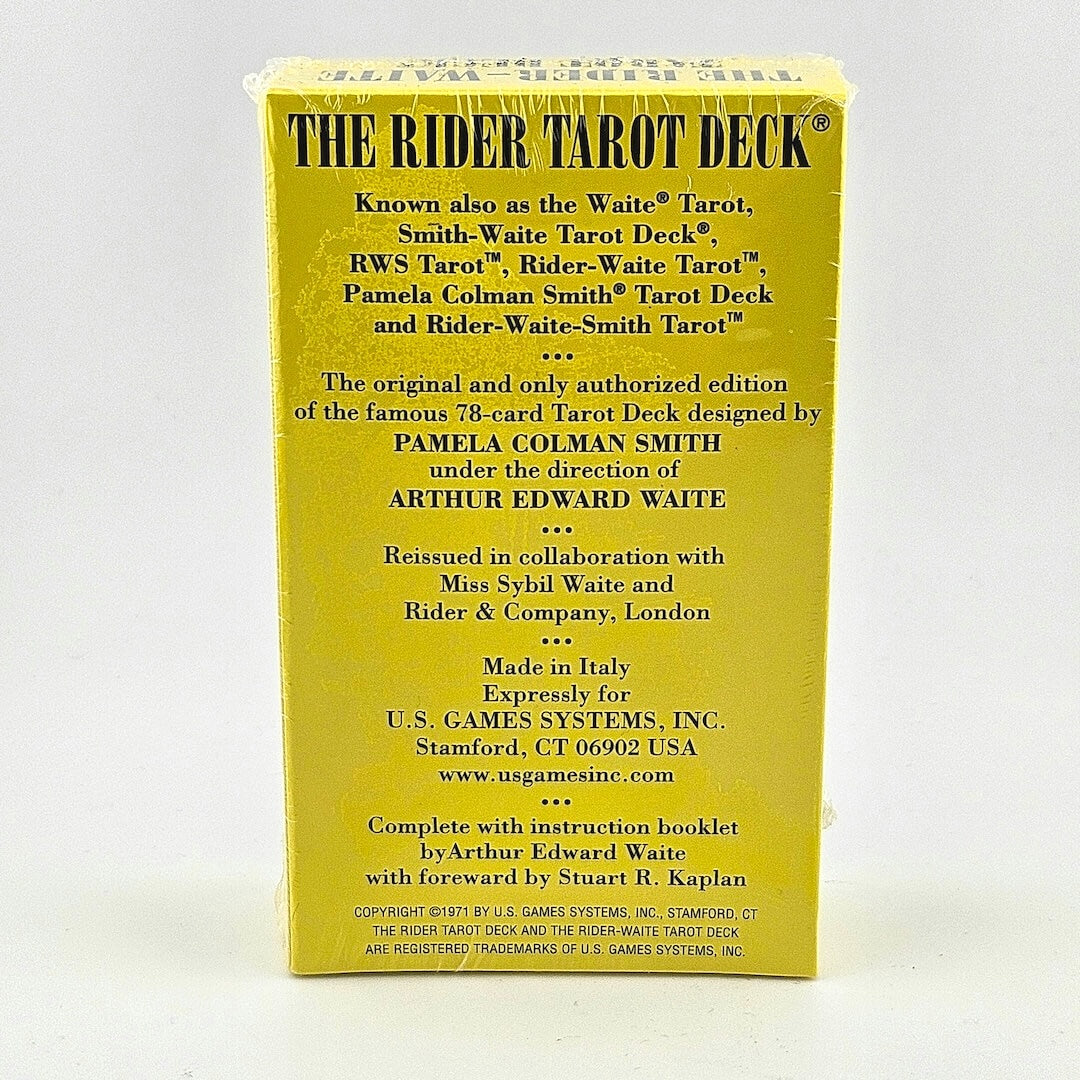 THE RIDER-WAITE
THE RIDER TAROT DECK®
Known also as the Waite® Tarot,
Smith-Waite Tarot Deck®,
RWS Tarot™, Rider-Waite Tarot™,
Pamela Colman Smith® Tarot Deck
and Rider-Waite-Smith Tarot™
•••
The original and only authorized edition
of the famous 78-card Tarot Deck designed by
PAMELA COLMAN SMITH
under the direction of
ARTHUR EDWARD WAITE
•••
Reissued in collaboration with
Miss Sybil Waite and
Rider & Company, London
•••
Made in Italy
Expressly for
U.S. GAMES SYSTEMS, INC.
Stamford, CT 06902 USA
www.usgamesinc.com
•••
Complete with instruction booklet
byArthur Edward Waite
with foreward by Stuart R. Kaplan
COPYRIGHT ©1971 BY U.S. GAMES SYSTEMS, INC., STAMFORD, CT
THE RIDER TAROT DECK AND THE RIDER-WAITE TAROT DECK
ARE REGISTERED TRADEMARKS OF U.S. GAMES SYSTEMS, INC.